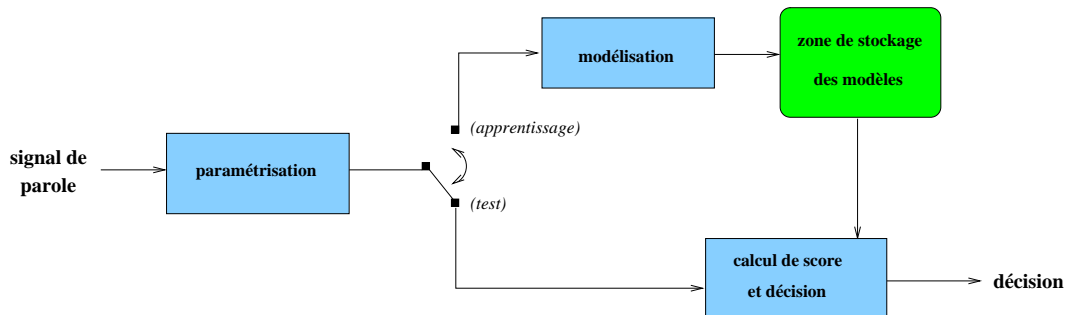 zone de stockage
des modèles
modélisation
(apprentissage)
signal de
parole
paramétrisation
(test)
calcul de score
et décision
décision